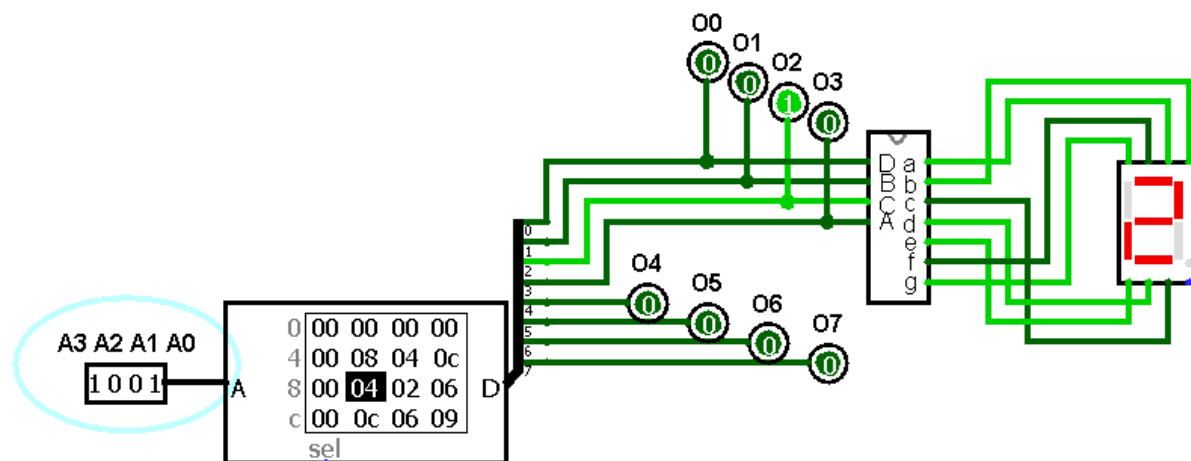 O0
O1
O2
O3
0
0
1
0
D a
B b
C c
A d
e
f
g
0
1
2
3
4
5
6
7
O4
O5
O6
O7
0
0
0
0
A3 A2 A1 A0
1 0 0 1
A
D
0 00 00 00 00
4 00 08 04 0c
8 00 04 02 06
c 00 0c 06 09
sel